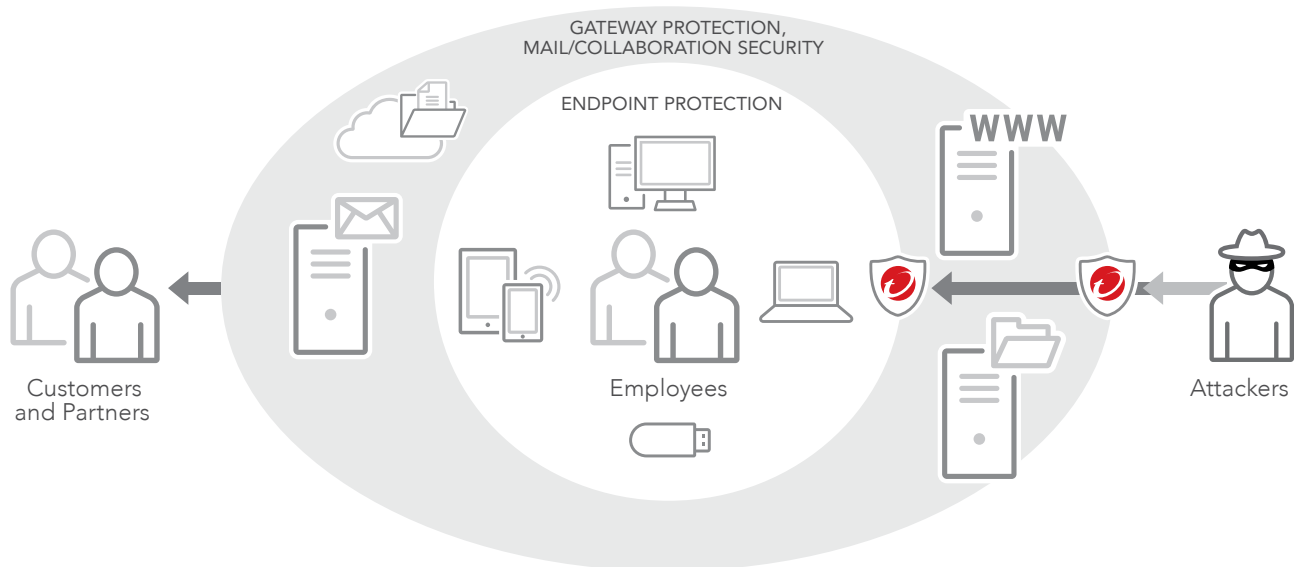 GATEWAY PROTECTION,
MAIL/COLLABORATION SECURITY
ENDPOINT PROTECTION
WWW
Customers
and Partners
Employees
Attackers